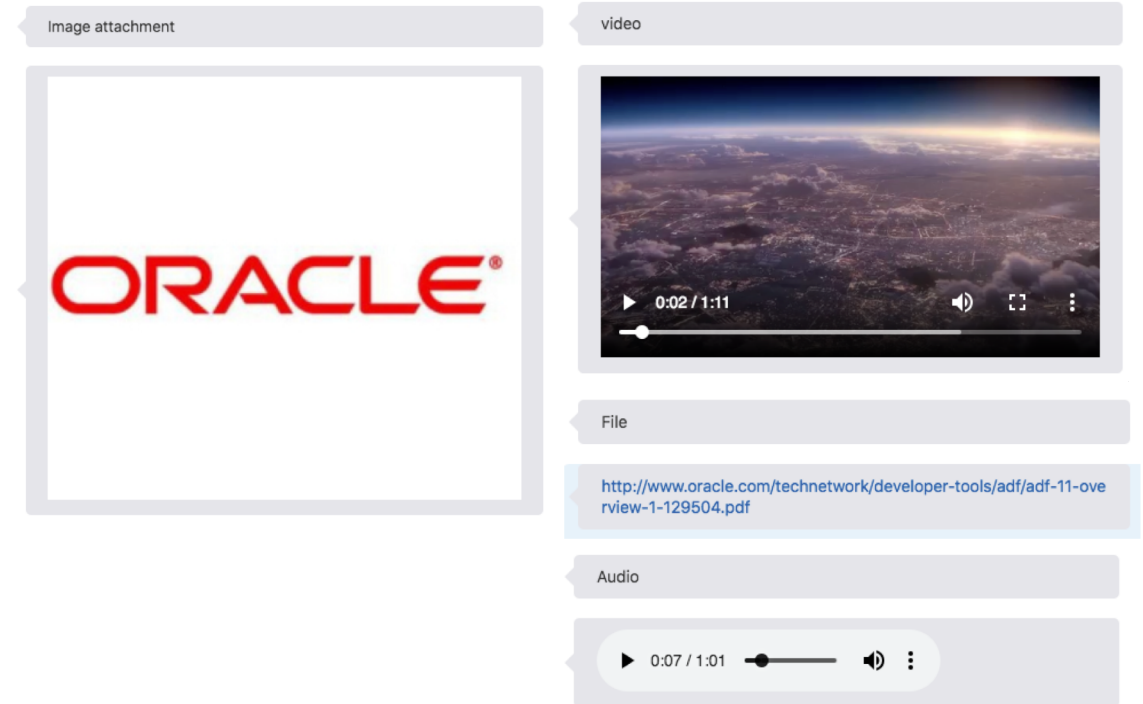 Image attachment
ORACLE®
video
0:02 / 1:11
File
http://www.oracle.com/technetwork/developer-tools/adf/adf-11-ove
rview-1-129504.pdf
Audio
0:07 / 1:01